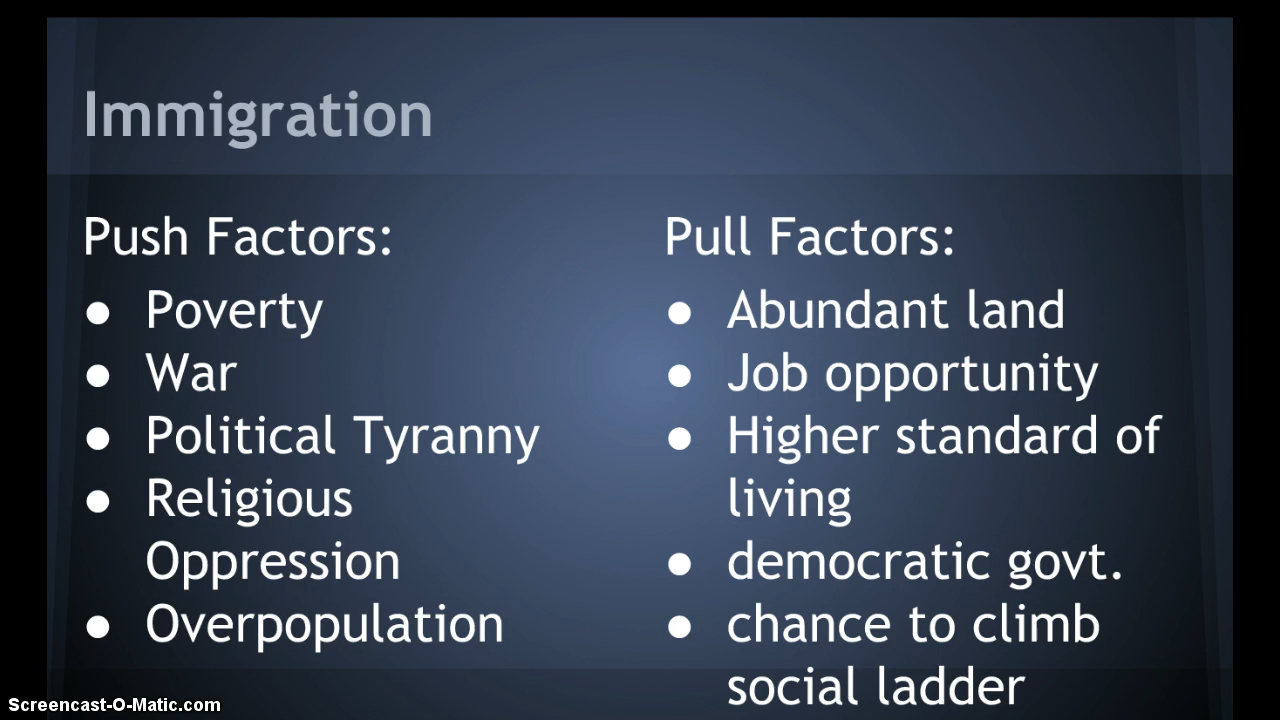 Immigration
Push Factors:
● Poverty
● War
● Political Tyranny
● Religious
Oppression
● Overpopulation
Pull Factors:
● Abundant land
● Job opportunity
● Higher standard of
living
● democratic govt.
● chance to climb
social ladder
Screencast-O-Matic.com